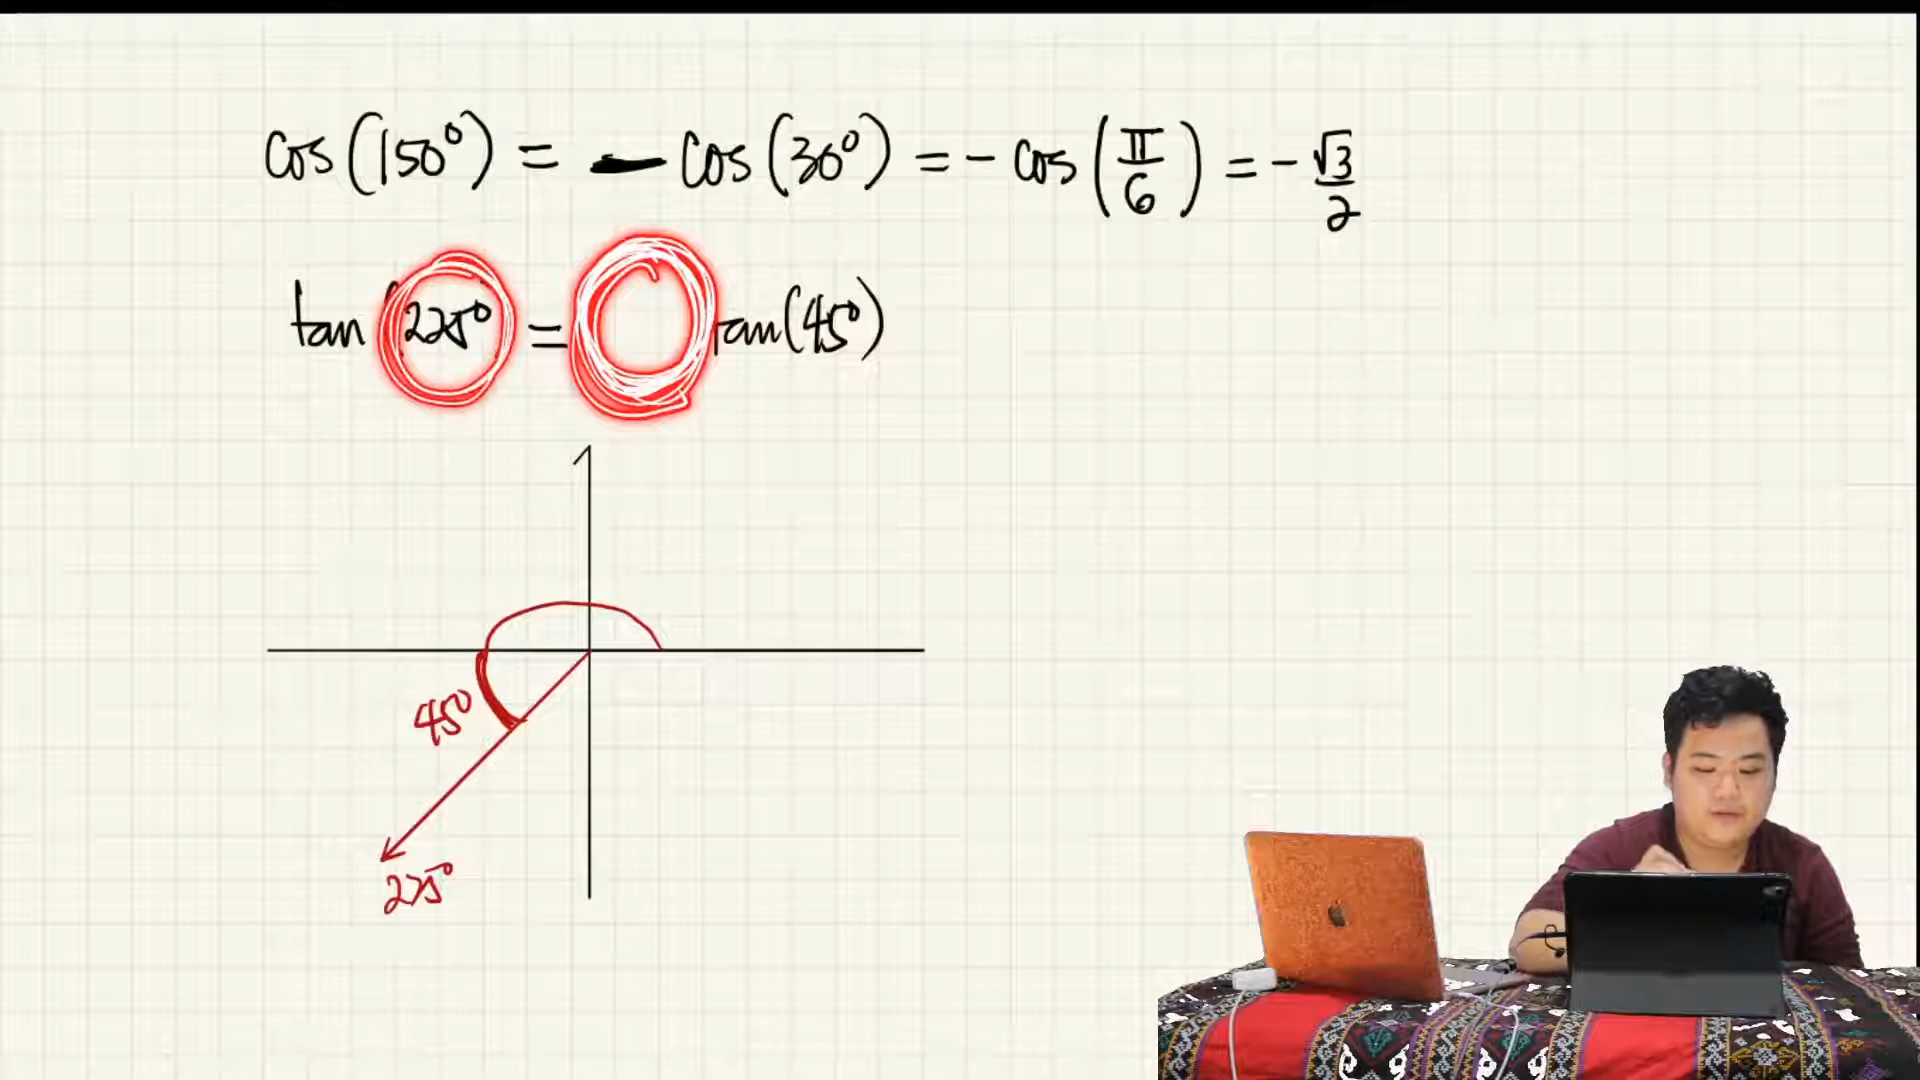 cos(150°) = - cos(30°) = - cos(π/6) = - √3/2
tan(225°) = tan(45°)
45°
225°